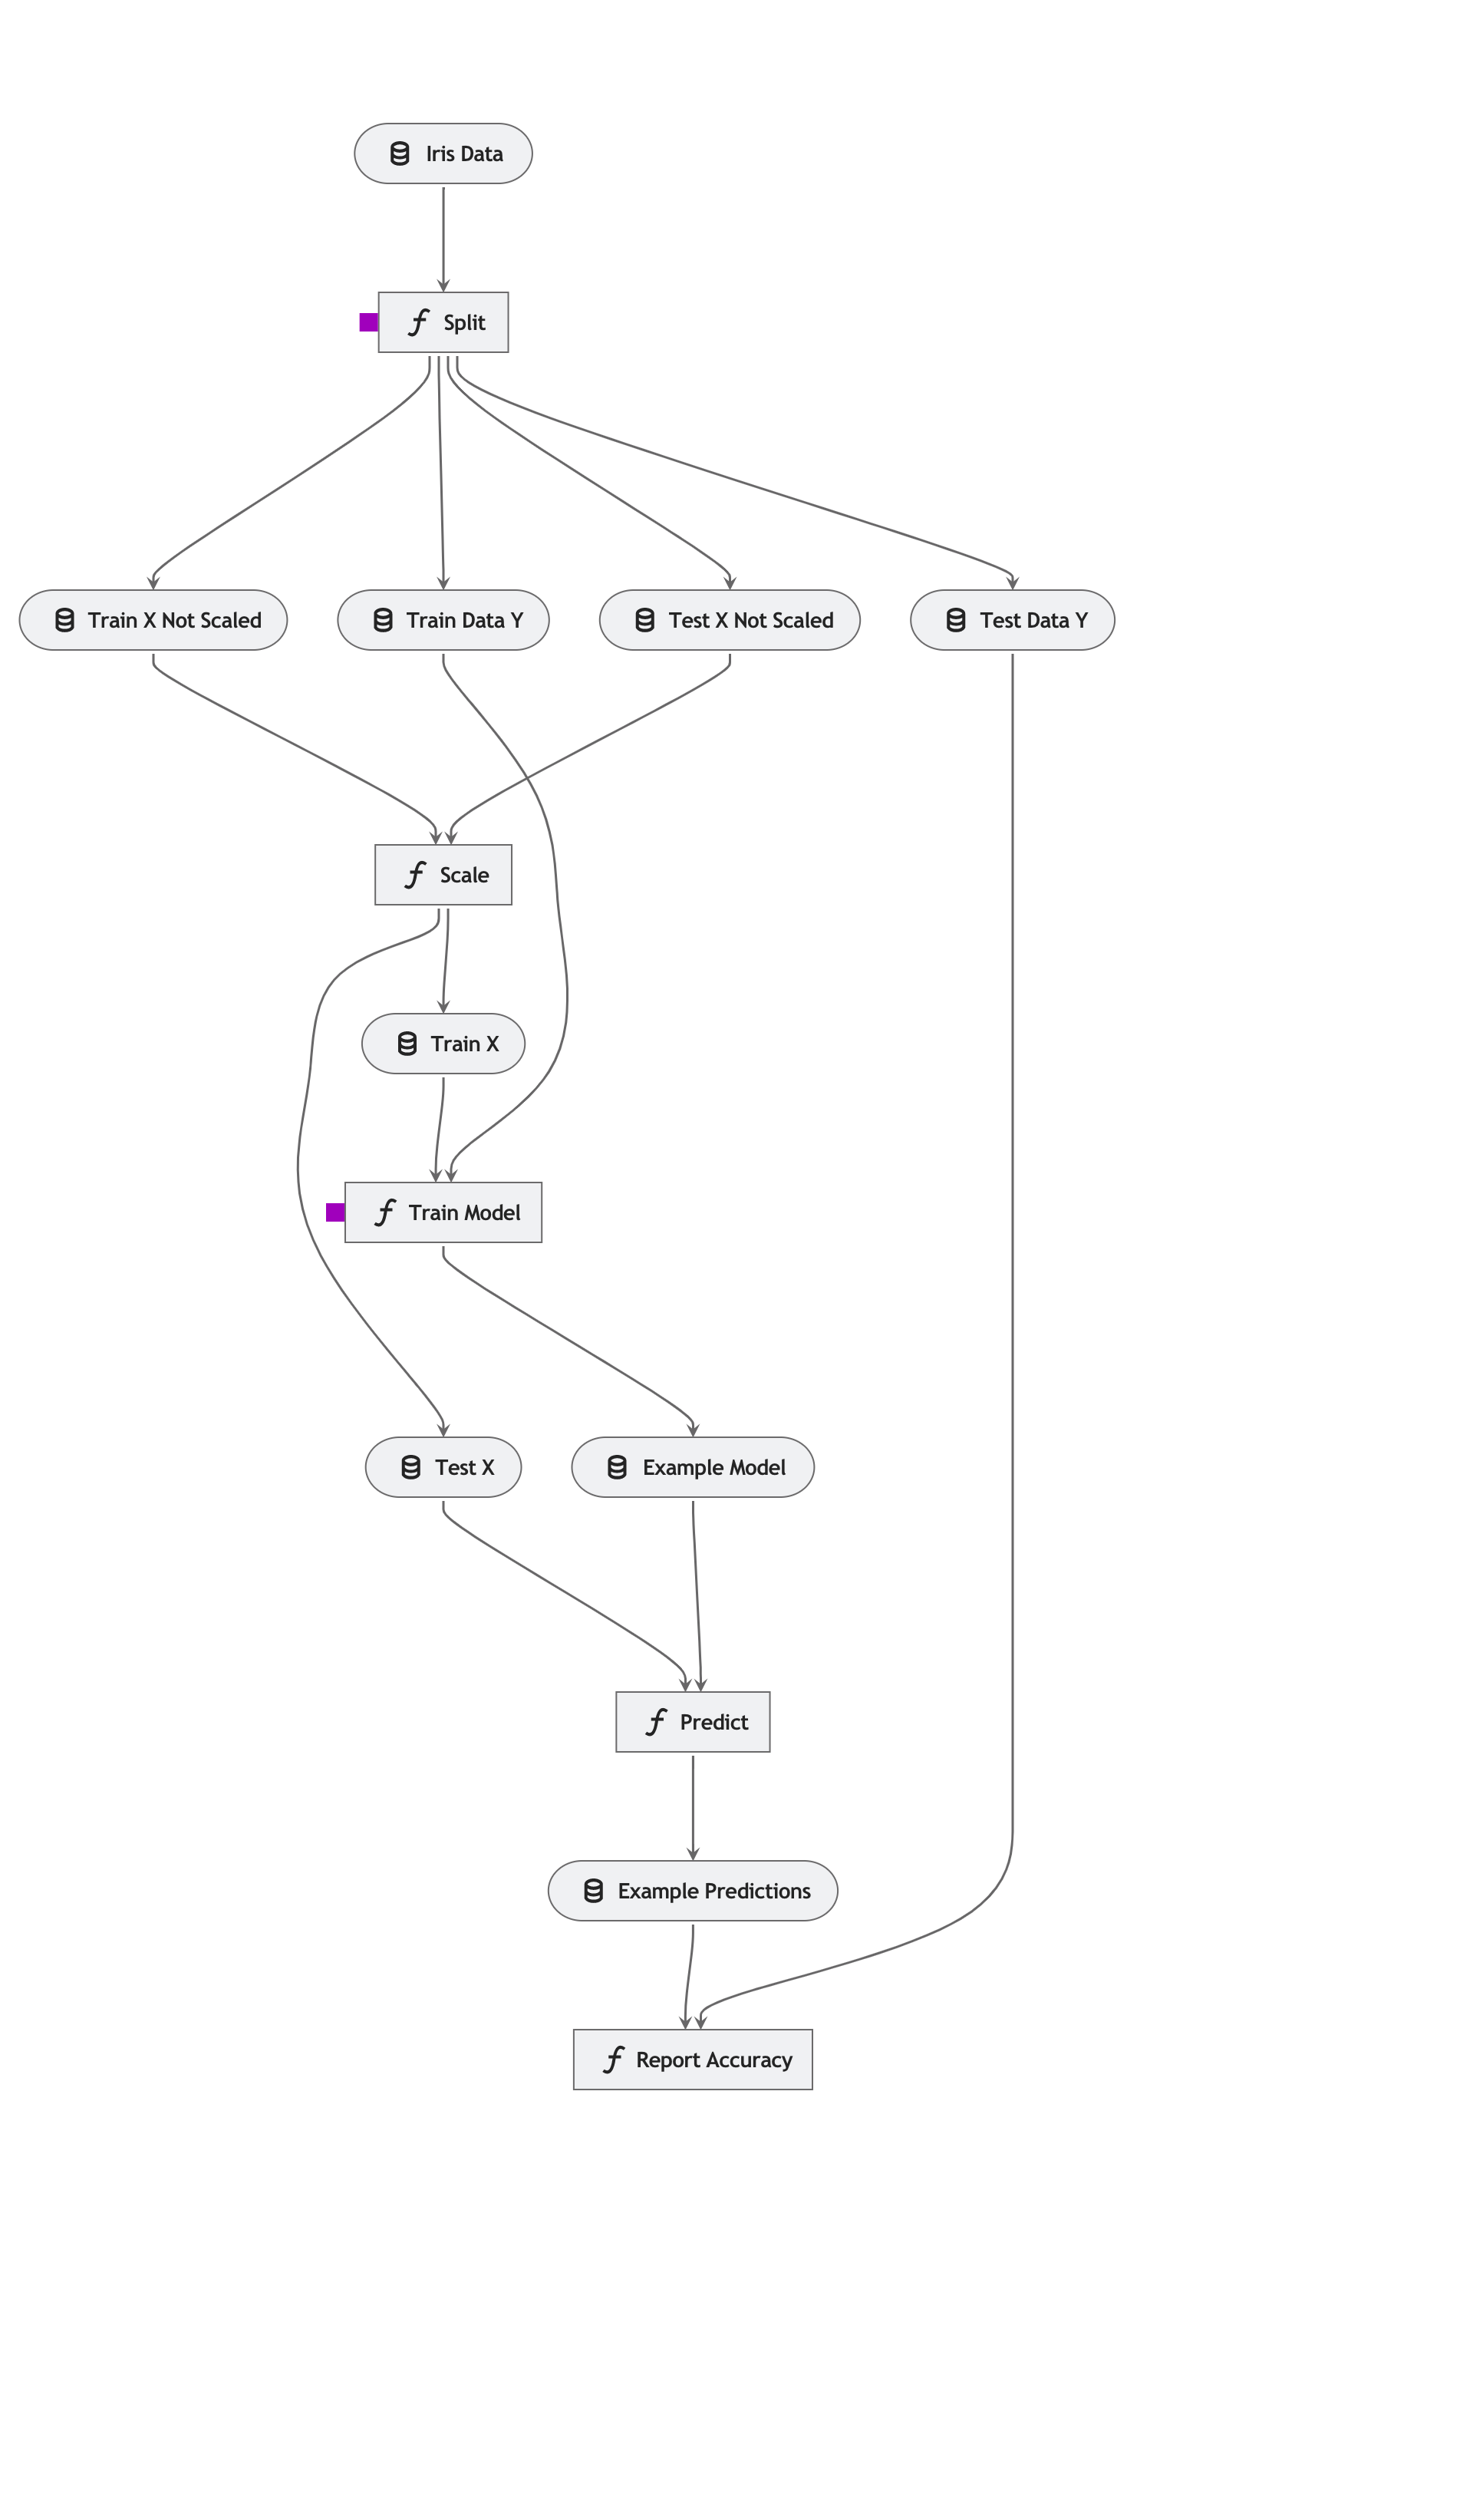 Iris Data
Split
Train X Not Scaled
Train Data Y
Test X Not Scaled
Test Data Y
Scale
Train X
Train Model
Test X
Example Model
Predict
Example Predictions
Report Accuracy